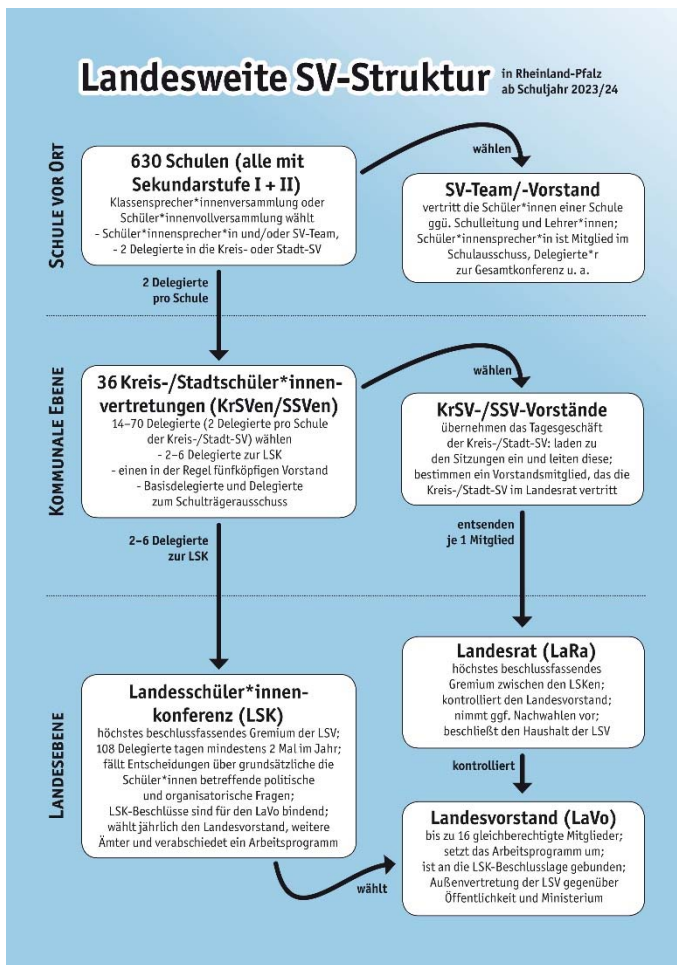 Landesweite SV-Struktur
in Rheinland-Pfalz
ab Schuljahr 2023/24
SCHULE VOR ORT
630 Schulen (alle mit
Sekundarstufe I + II)
Klassensprecher*innenversammlung oder
Schüler*innenvollversammlung wählt
- Schüler*innensprecher*in und/oder SV-Team,
- 2 Delegierte in die Kreis- oder Stadt-SV
wählen
SV-Team/-Vorstand
vertritt die Schüler*innen einer Schule
ggü. Schulleitung und Lehrer*innen;
Schüler*innensprecher*in ist Mitglied im
Schulausschuss, Delegierte*r
zur Gesamtkonferenz u. a.
2 Delegierte
pro Schule
KOMMUNALE EBENE
36 Kreis-/Stadtschüler*innen-
vertretungen (KrSVen/SSVen)
14–70 Delegierte (2 Delegierte pro Schule
der Kreis-/Stadt-SV) wählen
- 2–6 Delegierte zur LSK
- einen in der Regel fünfköpfigen Vorstand
- Basisdelegierte und Delegierte
zum Schulträgerausschuss
wählen
KrSV-/SSV-Vorstände
übernehmen das Tagesgeschäft
der Kreis-/Stadt-SV: laden zu
den Sitzungen ein und leiten diese;
bestimmen ein Vorstandsmitglied, das die
Kreis-/Stadt-SV im Landesrat vertritt
2–6 Delegierte
zur LSK
entsenden
je 1 Mitglied
LANDESEBENE
Landesschüler*innen-
konferenz (LSK)
höchstes beschlussfassendes Gremium der LSV;
108 Delegierte tagen mindestens 2 Mal im Jahr;
fällt Entscheidungen über grundsätzliche die
Schüler*innen betreffende politische
und organisatorische Fragen;
LSK-Beschlüsse sind für den LaVo bindend;
wählt jährlich den Landesvorstand, weitere
Ämter und verabschiedet ein Arbeitsprogramm
Landesrat (LaRa)
höchstes beschlussfassendes
Gremium zwischen den LSKen;
kontrolliert den Landesvorstand;
nimmt ggf. Nachwahlen vor;
beschließt den Haushalt der LSV
kontrolliert
Landesvorstand (LaVo)
bis zu 16 gleichberechtigte Mitglieder;
setzt das Arbeitsprogramm um;
ist an die LSK-Beschlusslage gebunden;
Außenvertretung der LSV gegenüber
Öffentlichkeit und Ministerium
wählt